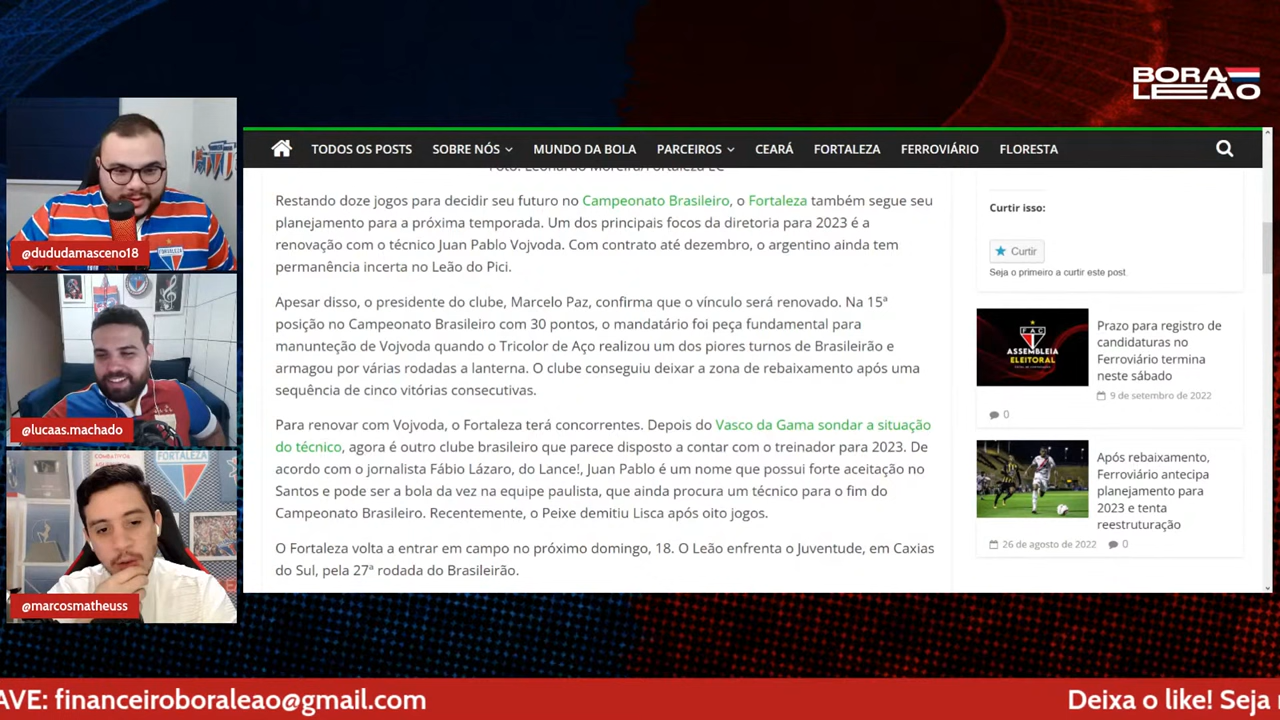 BORA
LEÃO
TODOS OS POSTS SOBRE NÓS MUNDO DA BOLA PARCEIROS CEARÁ FORTALEZA FERROVIÁRIO FLORESTA
Foto: Leonardo Moreira/Fortaleza EC
Restando doze jogos para decidir seu futuro no Campeonato Brasileiro, o Fortaleza também segue seu
planejamento para a próxima temporada. Um dos principais focos da diretoria para 2023 é a
renovação com o técnico Juan Pablo Vojvoda. Com contrato até dezembro, o argentino ainda tem
permanência incerta no Leão do Pici.
Apesar disso, o presidente do clube, Marcelo Paz, confirma que o vínculo será renovado. Na 15ª
posição no Campeonato Brasileiro com 30 pontos, o mandatário foi peça fundamental para
manunteção de Vojvoda quando o Tricolor de Aço realizou um dos piores turnos de Brasileirão e
armagou por várias rodadas a lanterna. O clube conseguiu deixar a zona de rebaixamento após uma
sequência de cinco vitórias consecutivas.
Para renovar com Vojvoda, o Fortaleza terá concorrentes. Depois do Vasco da Gama sondar a situação
do técnico, agora é outro clube brasileiro que parece disposto a contar com o treinador para 2023. De
acordo com o jornalista Fábio Lázaro, do Lance!, Juan Pablo é um nome que possui forte aceitação no
Santos e pode ser a bola da vez na equipe paulista, que ainda procura um técnico para o fim do
Campeonato Brasileiro. Recentemente, o Peixe demitiu Lisca após oito jogos.
O Fortaleza volta a entrar em campo no próximo domingo, 18. O Leão enfrenta o Juventude, em Caxias
do Sul, pela 27ª rodada do Brasileirão.
Curtir isso:
Curtir
Seja o primeiro a curtir este post
FAC
ASSEMBLEIA
ELEITORAL
Prazo para registro de
candidaturas no
Ferroviário termina
neste sábado
9 de setembro de 2022
0
Após rebaixamento,
Ferroviário antecipa
planejamento para
2023 e tenta
reestruturação
26 de agosto de 2022 0
@dududamasceno18
@lucaas.machado
@marcosmatheuss
AVE: financeiroboraleao@gmail.com
Deixa o like! Seja